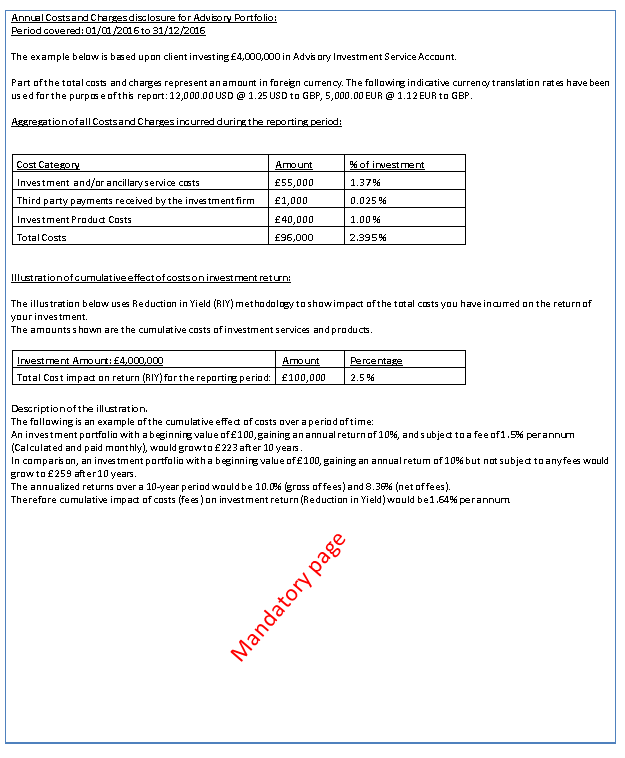 Annual Costs and Charges disclosure for Advisory Portfolio:
Period covered: 01/01/2016 to 31/12/2016
The example below is based upon client investing £4,000,000 in Advisory Investment Service Account.
Part of the total costs and charges represent an amount in foreign currency. The following indicative currency translation rates have been
used for the purpose of this report: 12,000.00 USD @ 1.25 USD to GBP, 5,000.00 EUR @ 1.12 EUR to GBP.
Aggregation of all Costs and Charges incurred during the reporting period:
Cost Category Amount % of investment
Investment and/or ancillary service costs £55,000 1.37%
Third party payments received by the investment firm £1,000 0.025%
Investment Product Costs £40,000 1.00%
Total Costs £96,000 2.395%
Illustration of cumulative effect of costs on investment return:
The illustration below uses Reduction in Yield (RIY) methodology to show impact of the total costs you have incurred on the return of
your investment.
The amounts shown are the cumulative costs of investment services and products.
Investment Amount: £4,000,000 Amount Percentage
Total Cost impact on return (RIY) for the reporting period: £100,000 2.5%
Description of the illustration.
The following is an example of the cumulative effect of costs over a period of time:
An investment portfolio with a beginning value of £100, gaining an annual return of 10%, and subject to a fee of 1.5% per annum
(Calculated and paid monthly), would grow to £223 after 10 years.
In comparison, an investment portfolio with a beginning value of £100, gaining an annual return of 10% but not subject to any fees would
grow to £259 after 10 years.
The annualized returns over a 10-year period would be 10.0% (gross of fees) and 8.36% (net of fees).
Therefore cumulative impact of costs (fees) on investment return (Reduction in Yield) would be 1.64% per annum.
Mandatory page